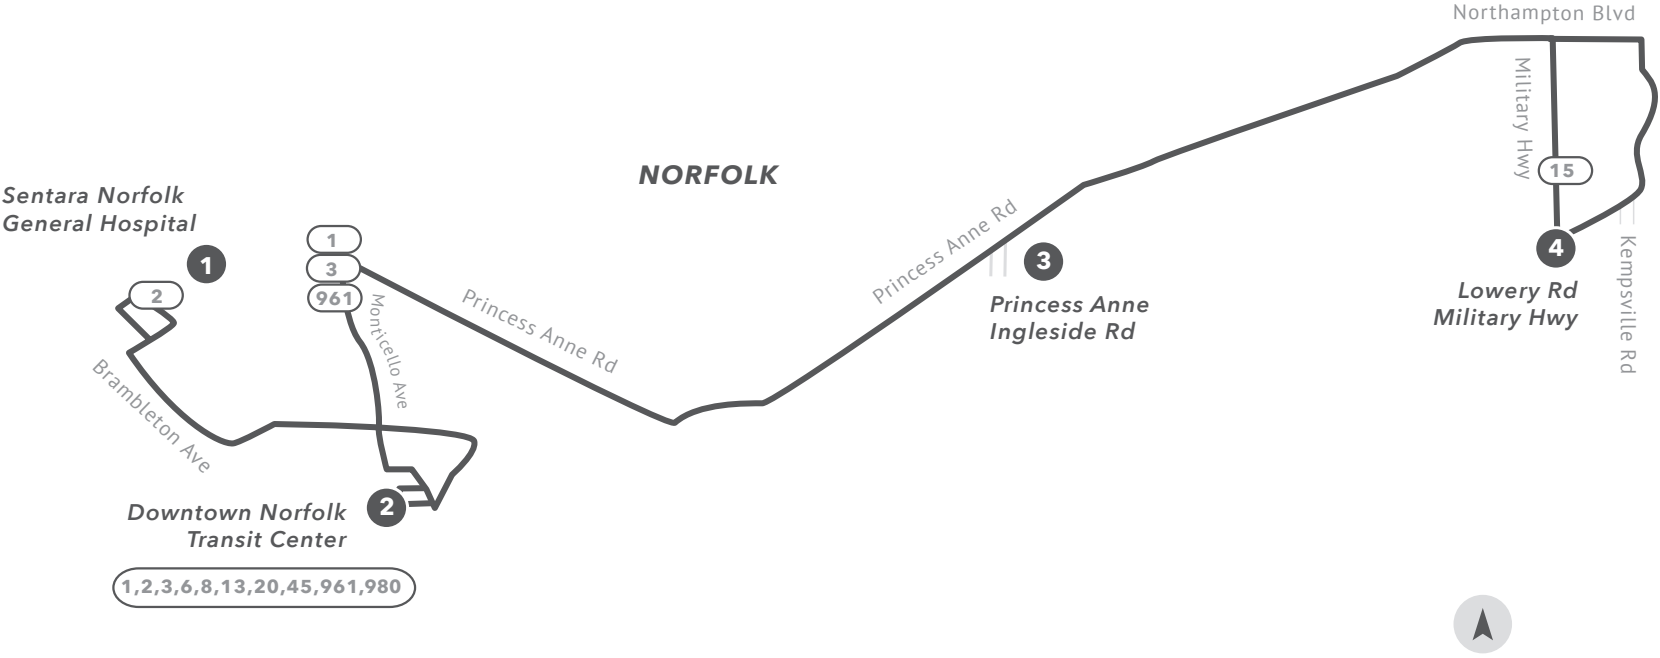 Northampton Blvd
Military Hwy
15
NORFOLK
Sentara Norfolk
General Hospital
1
2
1
3
961
Monticello Ave
Princess Anne Rd
Princess Anne Rd
3
Princess Anne
Ingleside Rd
4
Lowery Rd
Military Hwy
Kempsville Rd
Brambleton Ave
2
Downtown Norfolk
Transit Center
1,2,3,6,8,13,20,45,961,980